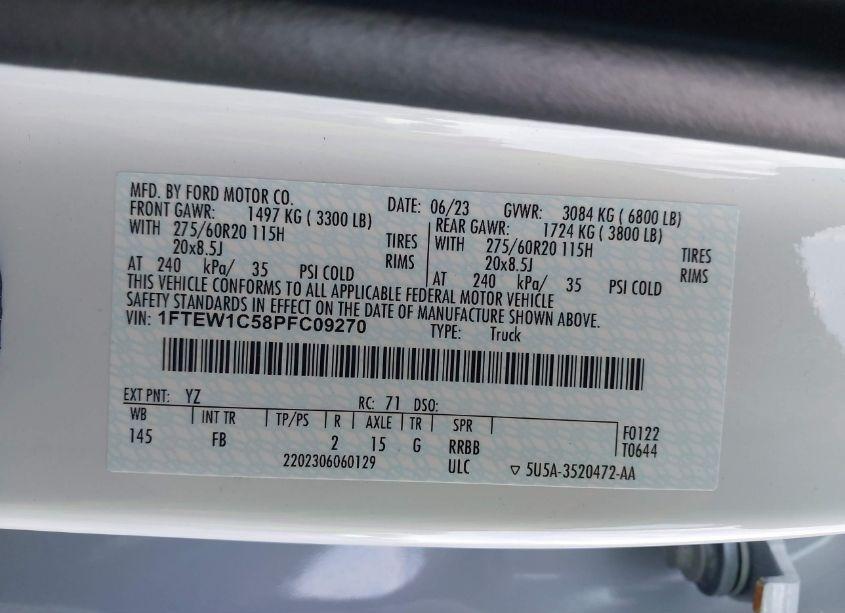 MFD. BY FORD MOTOR CO. DATE: 06/23 GVWR: 3084 KG ( 6800 LB)
FRONT GAWR: 1497 KG ( 3300 LB) REAR GAWR: 1724 KG ( 3800 LB)
WITH 275/60R20 115H TIRES WITH 275/60R20 115H TIRES
20x8.5J RIMS 20x8.5J RIMS
AT 240 kPa/ 35 PSI COLD AT 240 kPa/ 35 PSI COLD
THIS VEHICLE CONFORMS TO ALL APPLICABLE FEDERAL MOTOR VEHICLE
SAFETY STANDARDS IN EFFECT ON THE DATE OF MANUFACTURE SHOWN ABOVE.
VIN: 1FTEW1C58PFC09270 TYPE: Truck
EXT PNT: YZ RC: 71 DSO:
WB INT TR TP/PS R AXLE TR SPR F0122
145 FB 2 15 G RRBB T0644
2202306060129 ULC ▽ 5U5A-3520472-AA